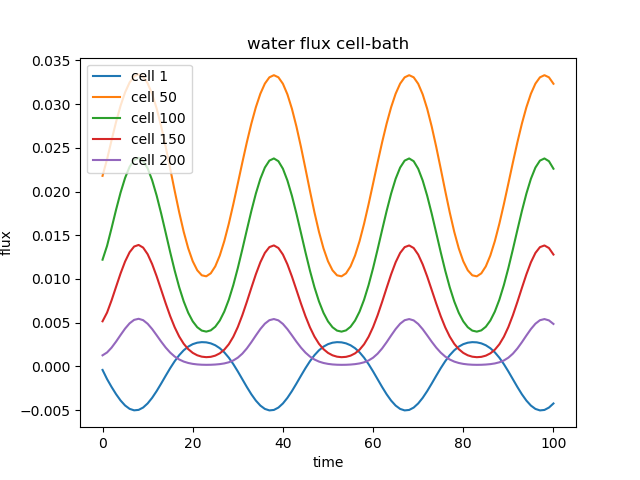 water flux cell-bath
cell 1
cell 50
cell 100
cell 150
cell 200
0.035
0.030
0.025
0.020
0.015
0.010
0.005
0.000
−0.005
flux
0 20 40 60 80 100
time